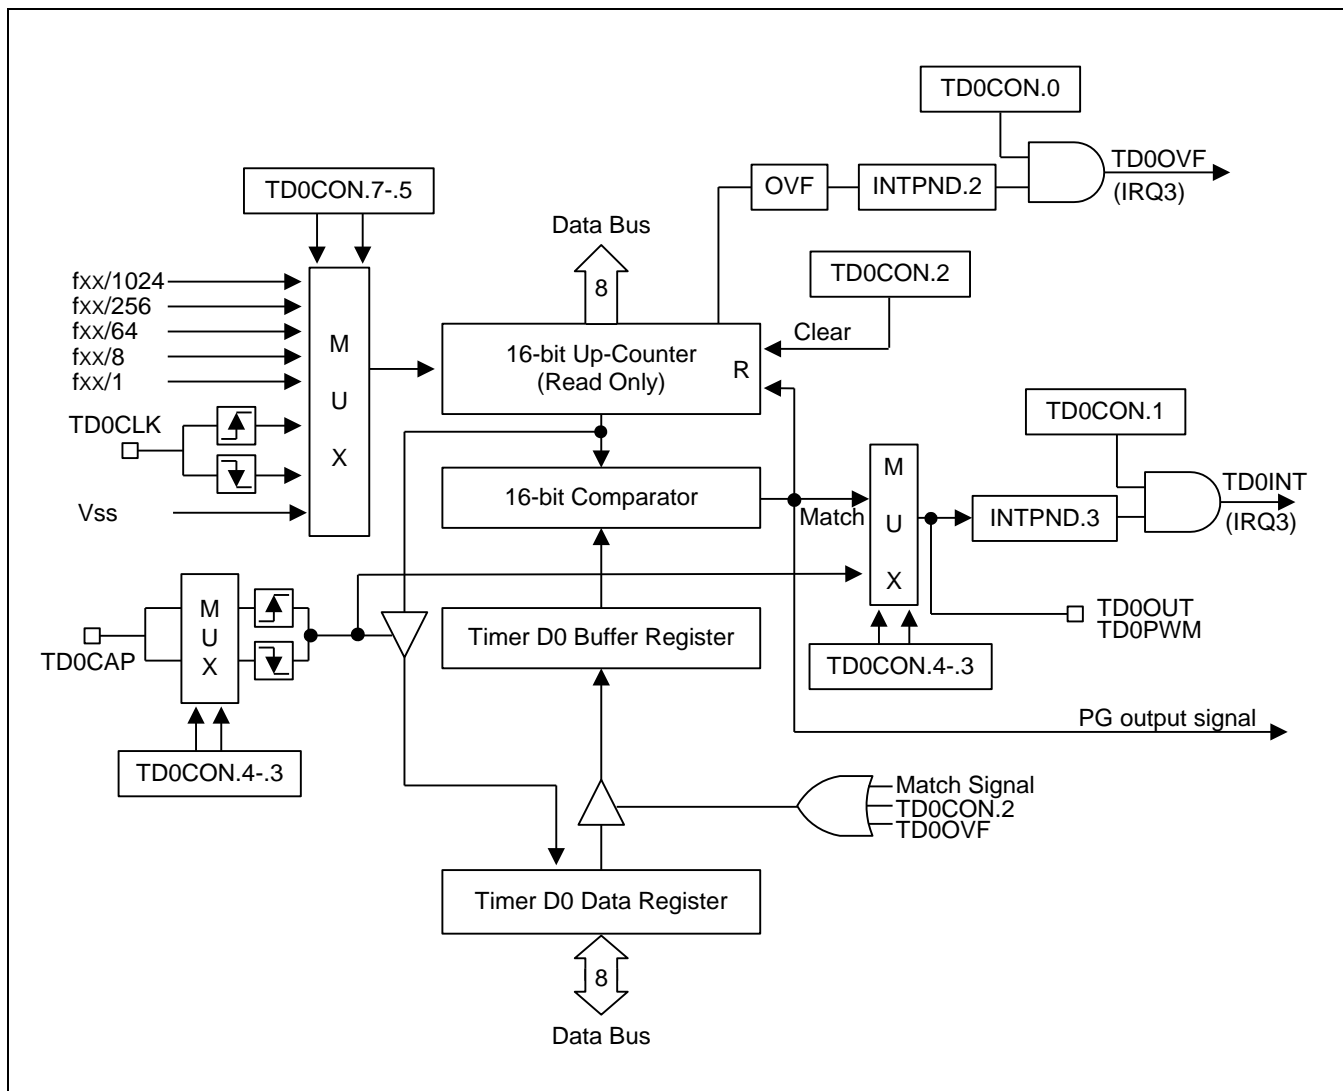 TD0CON.0
TD0OVF
(IRQ3)
OVF
INTPND.2
TD0CON.7-.5
Data Bus
8
TD0CON.2
Clear
fxx/1024
fxx/256
fxx/64
fxx/8
fxx/1
TD0CLK
Vss
M
U
X
16-bit Up-Counter
(Read Only)
R
TD0CON.1
16-bit Comparator
Match
M
U
X
INTPND.3
TD0INT
(IRQ3)
TD0OUT
TD0PWM
TD0CON.4-.3
TD0CAP
M
U
X
TD0CON.4-.3
Timer D0 Buffer Register
PG output signal
Match Signal
TD0CON.2
TD0OVF
Timer D0 Data Register
8
Data Bus